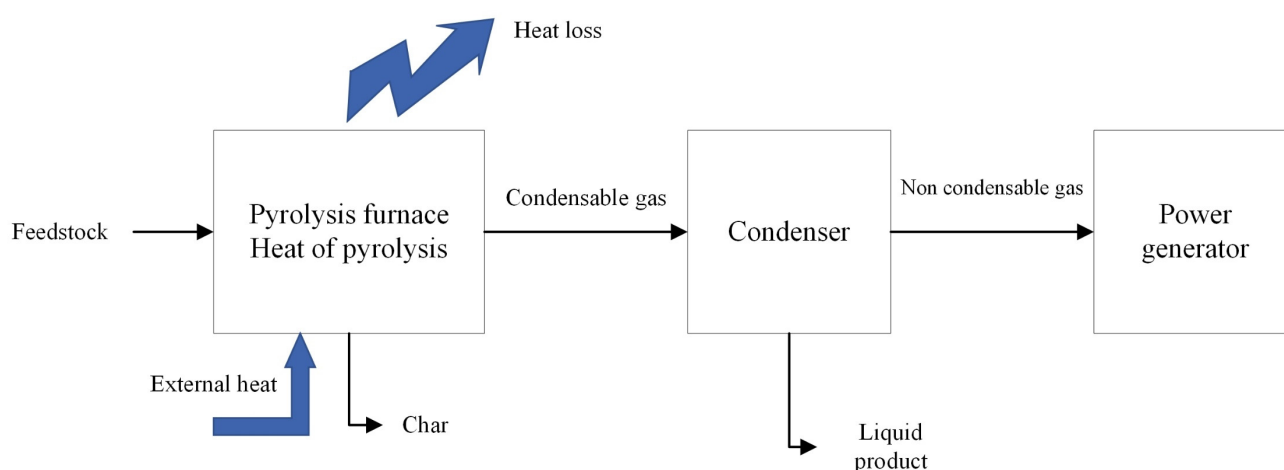 Heat loss
Feedstock
Pyrolysis furnace
Heat of pyrolysis
Condensable gas
Condenser
Non condensable gas
Power
generator
External heat
Char
Liquid
product